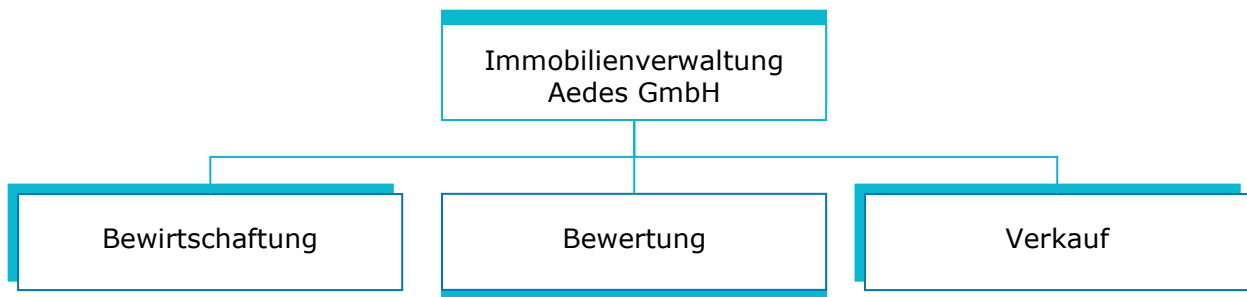 Immobilienverwaltung
Aedes GmbH
Bewirtschaftung
Bewertung
Verkauf